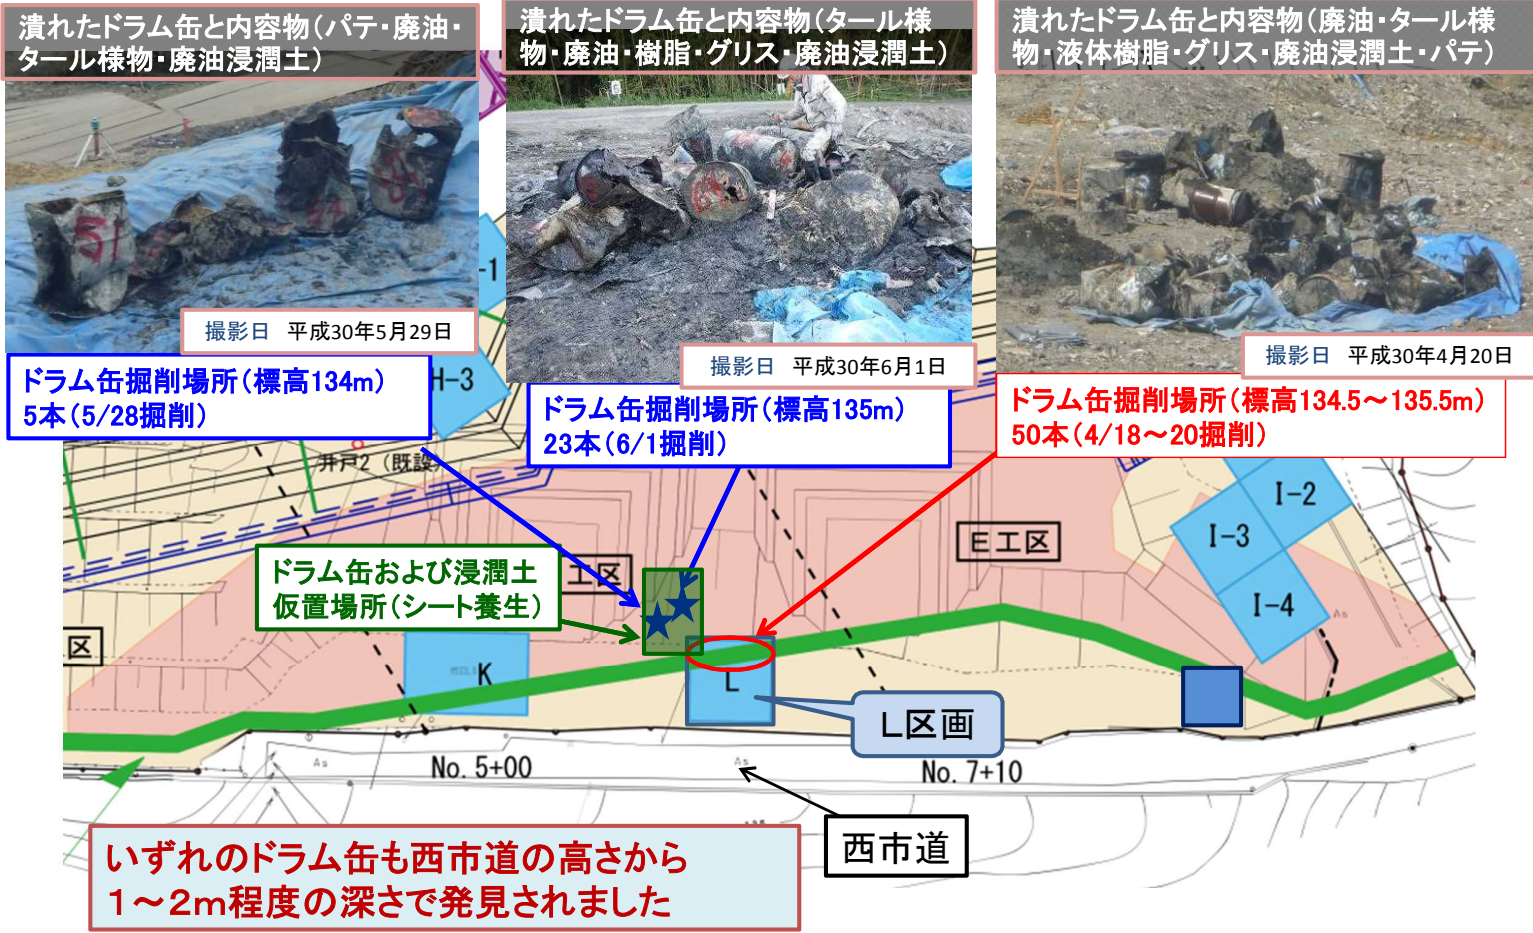 潰れたドラム缶と内容物（パテ・廃油・
タール様物・廃油浸潤土）
潰れたドラム缶と内容物（タール様
物・廃油・樹脂・グリス・廃油浸潤土）
潰れたドラム缶と内容物（廃油・タール様
物・液体樹脂・グリス・廃油浸潤土・パテ）
51
撮影日　平成30年5月29日
撮影日　平成30年6月1日
撮影日　平成30年4月20日
ドラム缶掘削場所（標高134m）
5本（5/28掘削）
ドラム缶掘削場所（標高135m）
23本（6/1掘削）
ドラム缶掘削場所（標高134.5～135.5m）
50本（4/18～20掘削）
-1
H-3
井戸2（既設）
I-2
I-3
I-4
E工区
工区
区
ドラム缶および浸潤土
仮置場所（シート養生）
K
L
L区画
As
As
As
No. 5+00
No. 7+10
西市道
いずれのドラム缶も西市道の高さから
１～２ｍ程度の深さで発見されました